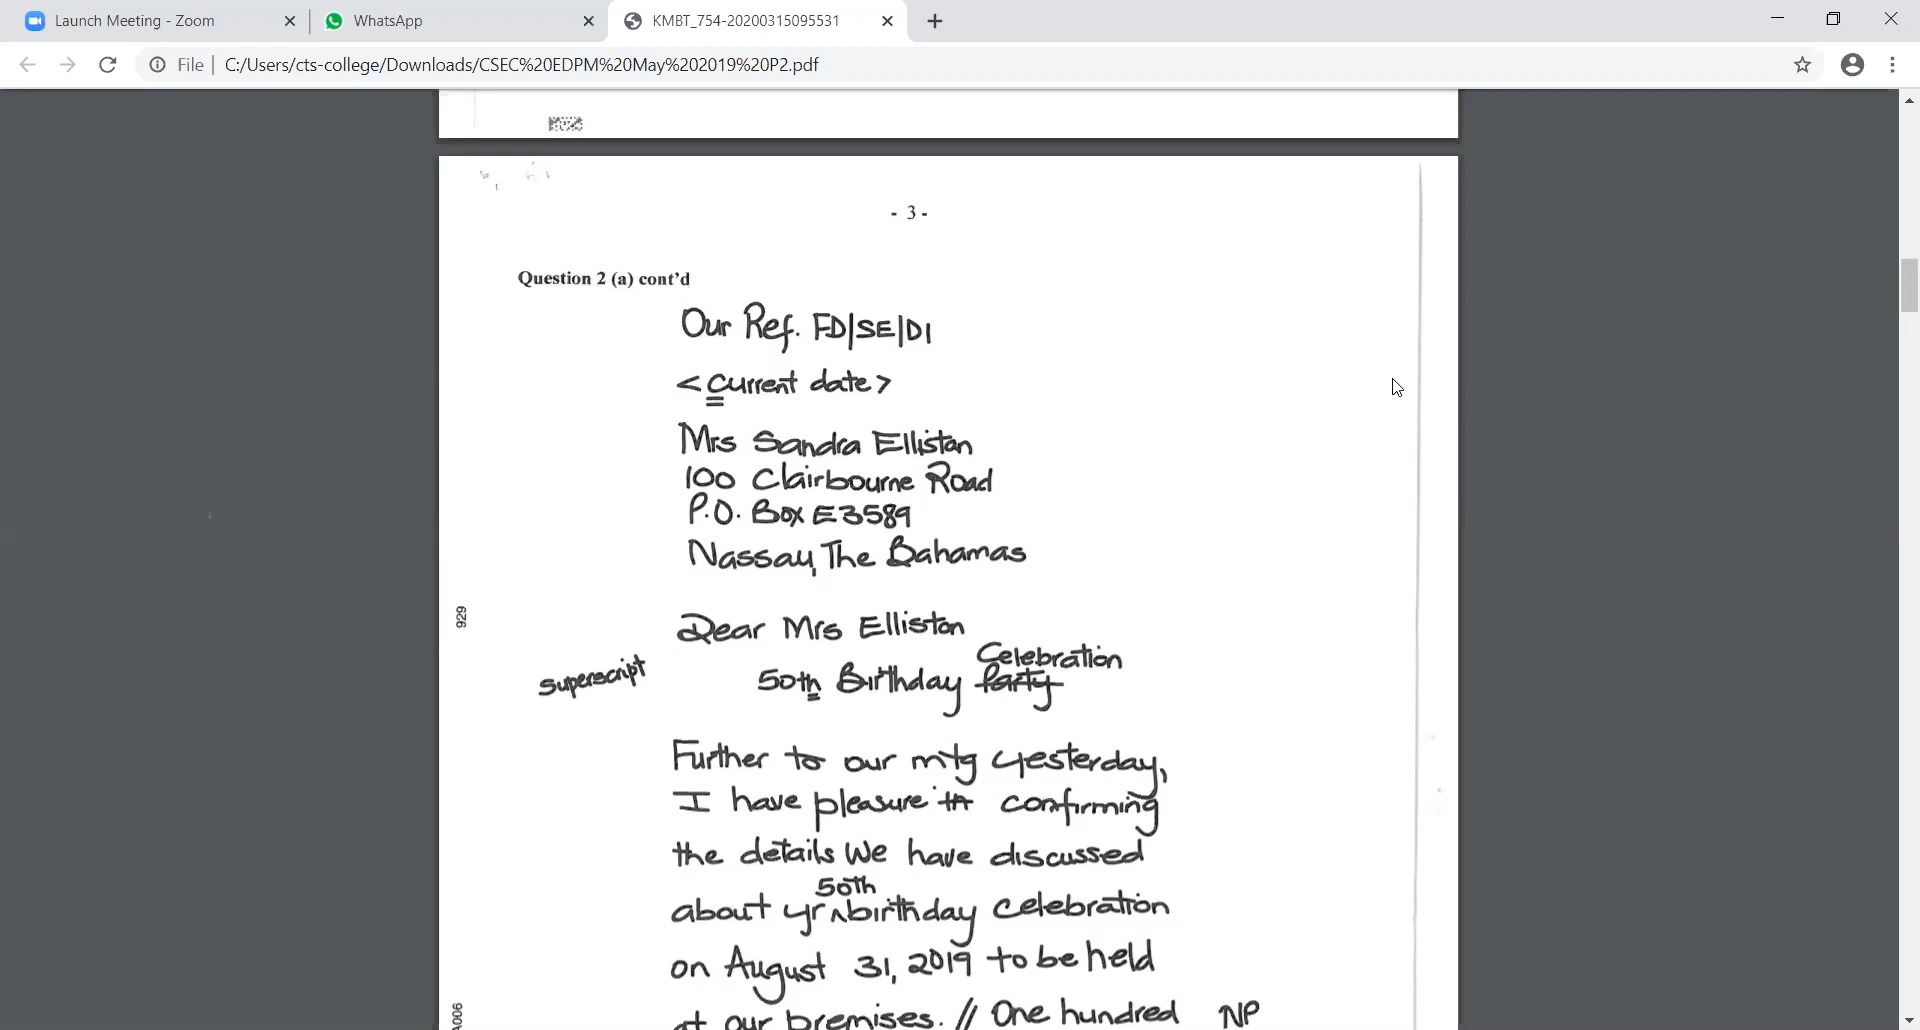 Launch Meeting - Zoom
WhatsApp
KMBT_754-20200315095531
File | C:/Users/cts-college/Downloads/CSEC%20EDPM%20May%202019%20P2.pdf
- 3 -
Question 2 (a) cont'd
Our Ref. FD|SE|D1
<current date>
Mrs Sandra Elliston
100 Clairbourne Road
P.O. Box E3589
Nassau, The Bahamas
929
Dear Mrs Elliston
Celebration
superscript 50th Birthday Party
Further to our mtg yesterday,
I have pleasure in confirming
the details we have discussed
50th
about yr birthday celebration
on August 31, 2019 to be held
at our premises. // One hundred NP
A006